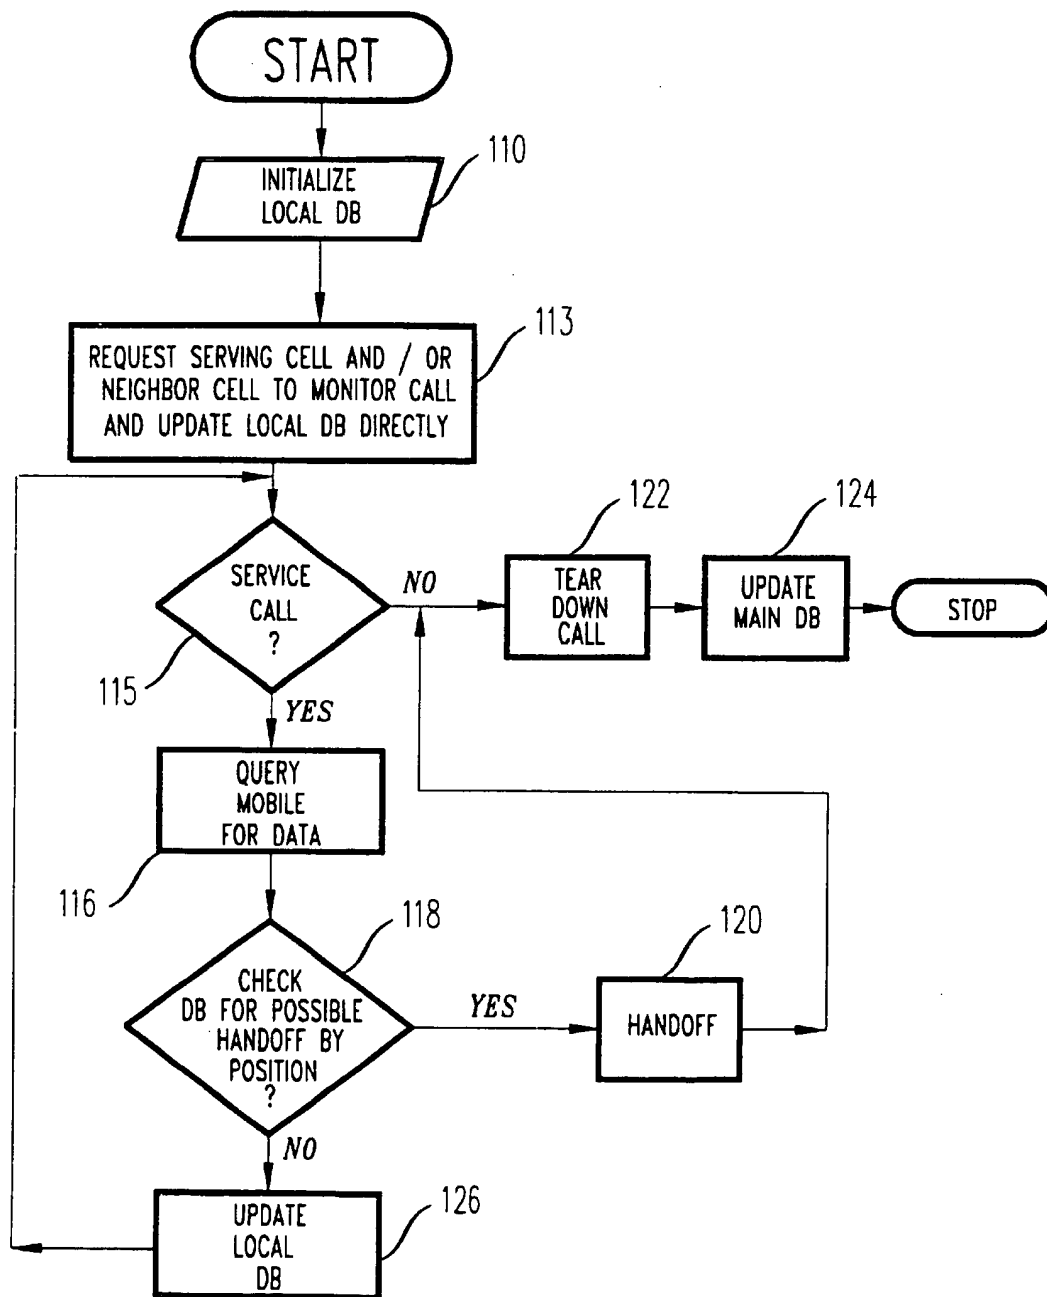 START
INITIALIZE
LOCAL DB
110
REQUEST SERVING CELL AND / OR
NEIGHBOR CELL TO MONITOR CALL
AND UPDATE LOCAL DB DIRECTLY
113
SERVICE
CALL
?
115
NO
TEAR
DOWN
CALL
122
UPDATE
MAIN DB
124
STOP
YES
QUERY
MOBILE
FOR DATA
116
CHECK
DB FOR POSSIBLE
HANDOFF BY
POSITION
?
118
YES
HANDOFF
120
NO
UPDATE
LOCAL
DB
126